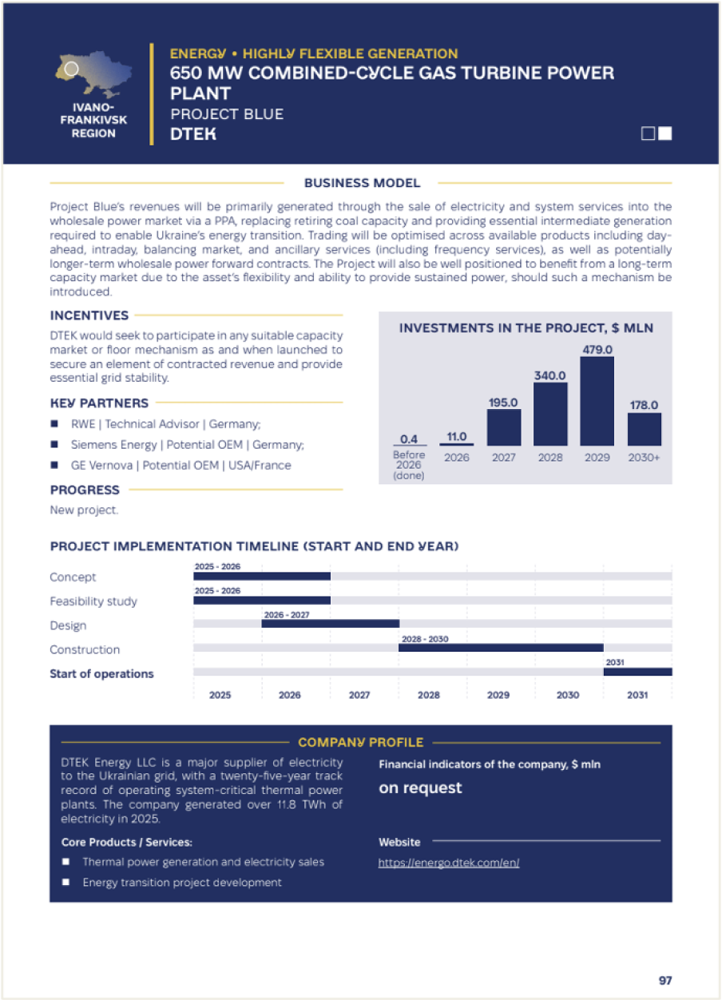 ENERGY • HIGHLY FLEXIBLE GENERATION
650 MW COMBINED-CYCLE GAS TURBINE POWER
PLANT
PROJECT BLUE
DTEK
IVANO-
FRANKIVSK
REGION
BUSINESS MODEL
Project Blue's revenues will be primarily generated through the sale of electricity and system services into the
wholesale power market via a PPA, replacing retiring coal capacity and providing essential intermediate generation
required to enable Ukraine's energy transition. Trading will be optimised across available products including day-
ahead, intraday, balancing market, and ancillary services (including frequency services), as well as potentially
longer-term wholesale power forward contracts. The Project will also be well positioned to benefit from a long-term
capacity market due to the asset's flexibility and ability to provide sustained power, should such a mechanism be
introduced.
INCENTIVES
DTEK would seek to participate in any suitable capacity
market or floor mechanism as and when launched to
secure an element of contracted revenue and provide
essential grid stability.
KEY PARTNERS
RWE | Technical Advisor | Germany;
Siemens Energy | Potential OEM | Germany;
GE Vernova | Potential OEM | USA/France
PROGRESS
New project.
INVESTMENTS IN THE PROJECT, $ MLN
0.4
11.0
195.0
340.0
479.0
178.0
Before
2026
(done)
2026
2027
2028
2029
2030+
PROJECT IMPLEMENTATION TIMELINE (START AND END YEAR)
Concept
2025 - 2026
Feasibility study
2025 - 2026
Design
2026 - 2027
Construction
2028 - 2030
Start of operations
2031
2025
2026
2027
2028
2029
2030
2031
COMPANY PROFILE
DTEK Energy LLC is a major supplier of electricity
to the Ukrainian grid, with a twenty-five-year track
record of operating system-critical thermal power
plants. The company generated over 11.8 TWh of
electricity in 2025.
Core Products / Services:
Thermal power generation and electricity sales
Energy transition project development
Financial indicators of the company, $ mln
on request
Website
https://energo.dtek.com/en/
97